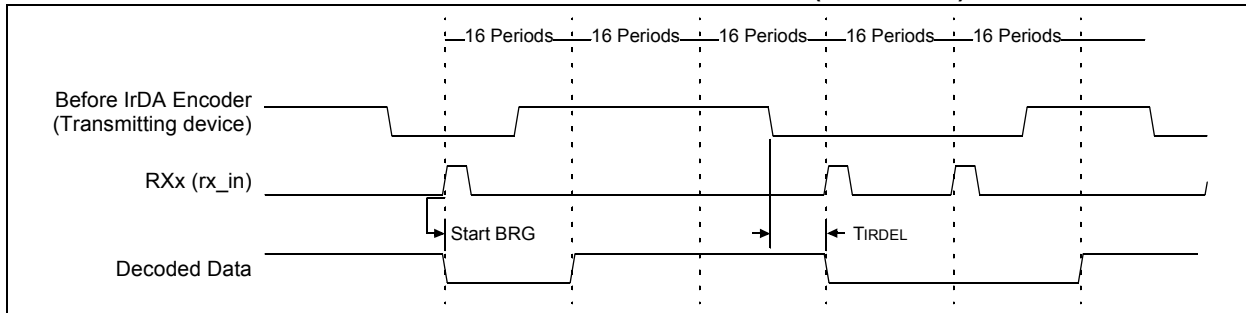 16 Periods 16 Periods 16 Periods 16 Periods 16 Periods
Before IrDA Encoder
(Transmitting device)
RXx (rx_in)
Start BRG
TIRDEL
Decoded Data